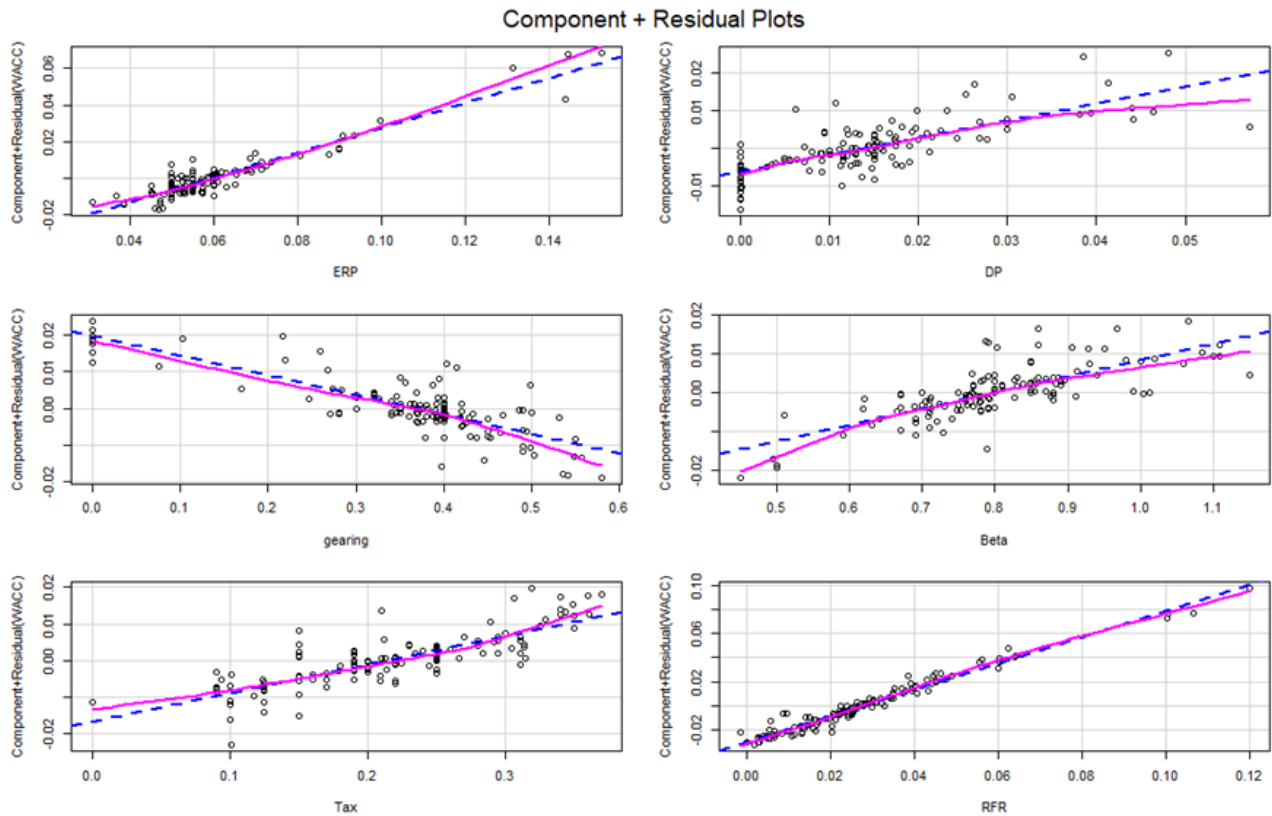 Component + Residual Plots
Component+Residual(WACC)
-0.02 0.02 0.04 0.06
0.04 0.06 0.08 0.10 0.12 0.14
ERP
Component+Residual(WACC)
-0.01 0.01 0.02
0.00 0.01 0.02 0.03 0.04 0.05
DP
Component+Residual(WACC)
-0.02 0.00 0.01 0.02
0.0 0.1 0.2 0.3 0.4 0.5 0.6
gearing
Component+Residual(WACC)
-0.02 0.00 0.01 0.02
0.5 0.6 0.7 0.8 0.9 1.0 1.1
Beta
Component+Residual(WACC)
-0.02 0.00 0.01 0.02
0.0 0.1 0.2 0.3
Tax
Component+Residual(WACC)
-0.02 0.02 0.06 0.10
0.00 0.02 0.04 0.06 0.08 0.10 0.12
RFR